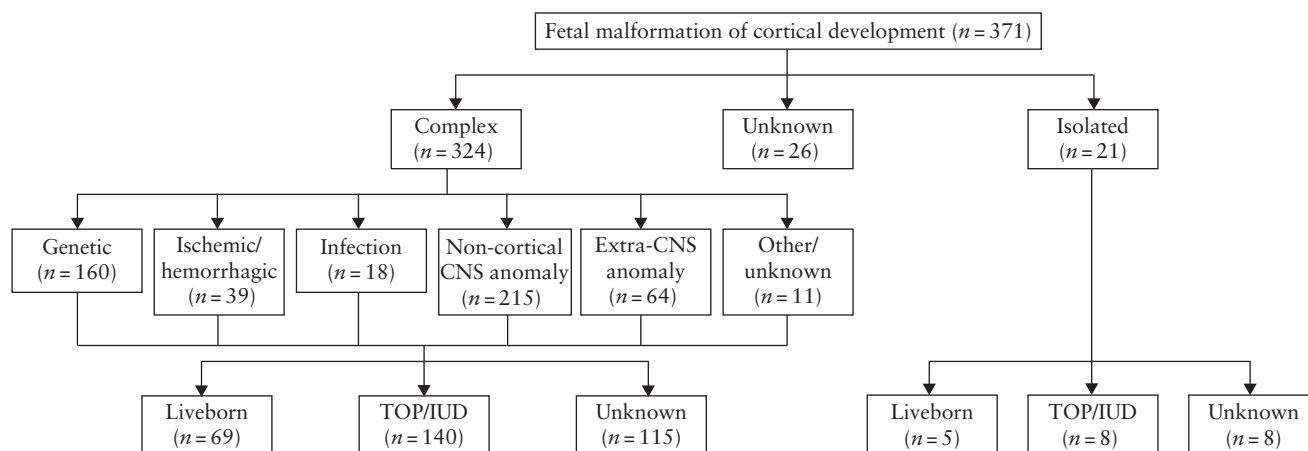 Fetal malformation of cortical development (n = 371)
Complex
(n = 324)
Unknown
(n = 26)
Isolated
(n = 21)
Genetic
(n = 160)
Ischemic/
hemorrhagic
(n = 39)
Infection
(n = 18)
Non-cortical
CNS anomaly
(n = 215)
Extra-CNS
anomaly
(n = 64)
Other/
unknown
(n = 11)
Liveborn
(n = 69)
TOP/IUD
(n = 140)
Unknown
(n = 115)
Liveborn
(n = 5)
TOP/IUD
(n = 8)
Unknown
(n = 8)